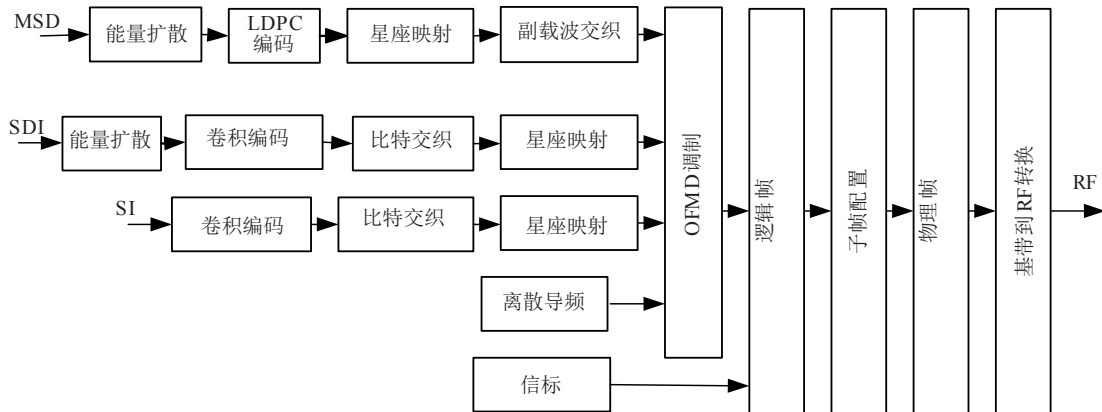 MSD
能量扩散
LDPC
编码
星座映射
副载波交织
SDI
能量扩散
卷积编码
比特交织
星座映射
SI
卷积编码
比特交织
星座映射
离散导频
信标
OFMD调制
逻辑帧
子帧配置
物理帧
基带到RF转换
RF